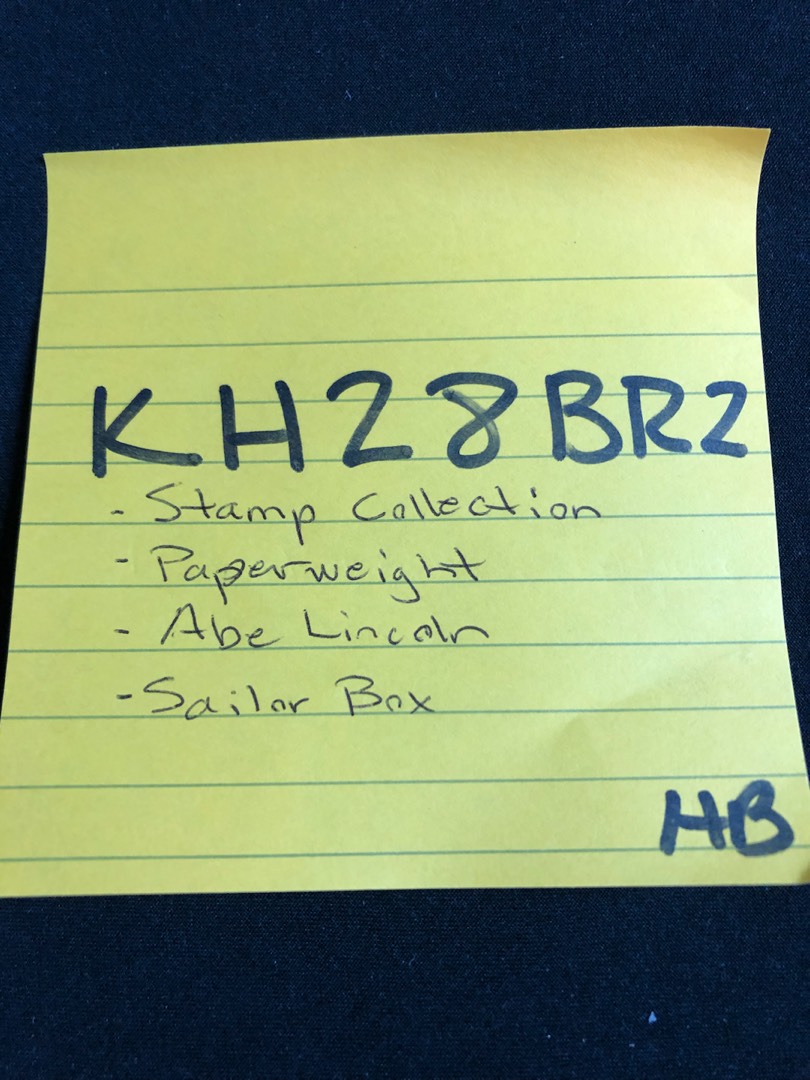 KH28BR2
- Stamp Collection
- Paperweight
- Abe Lincoln
- Sailor Box
HB